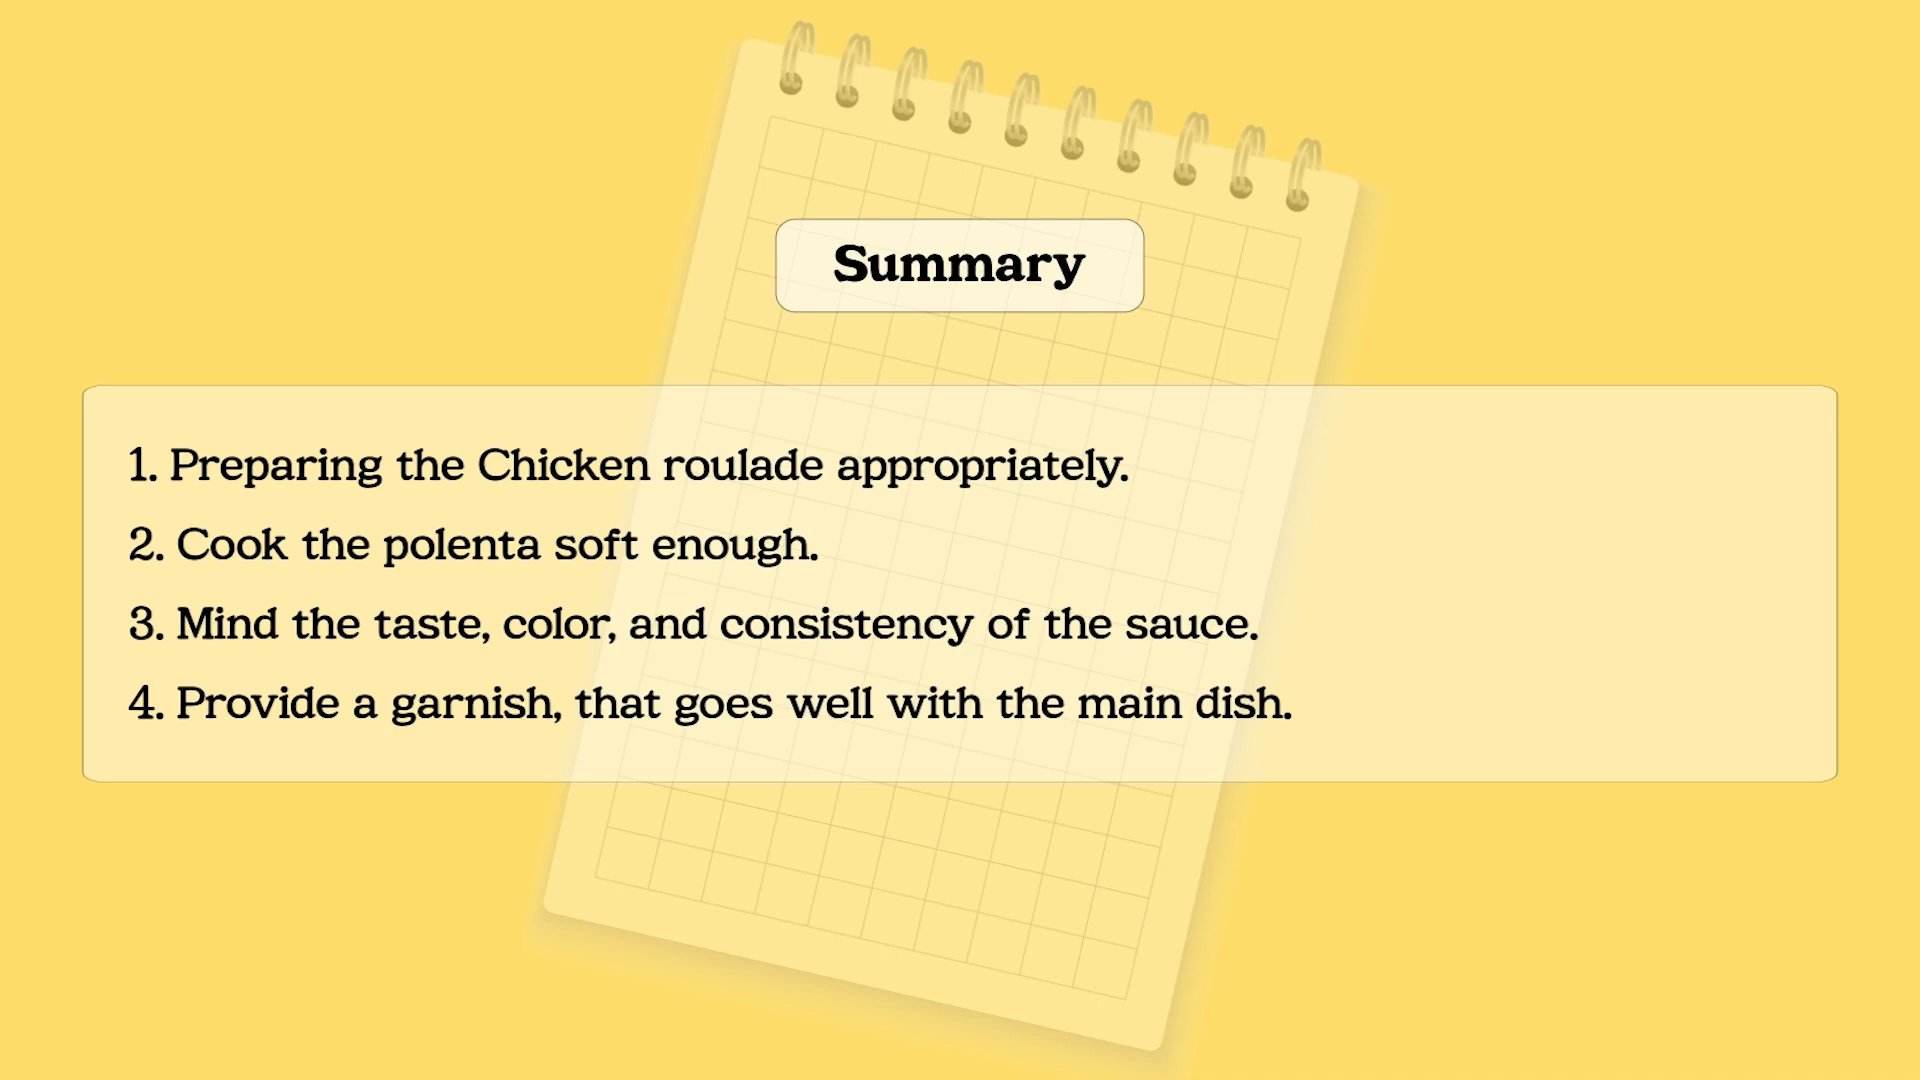 Summary
1. Preparing the Chicken roulade appropriately.
2. Cook the polenta soft enough.
3. Mind the taste, color, and consistency of the sauce.
4. Provide a garnish, that goes well with the main dish.